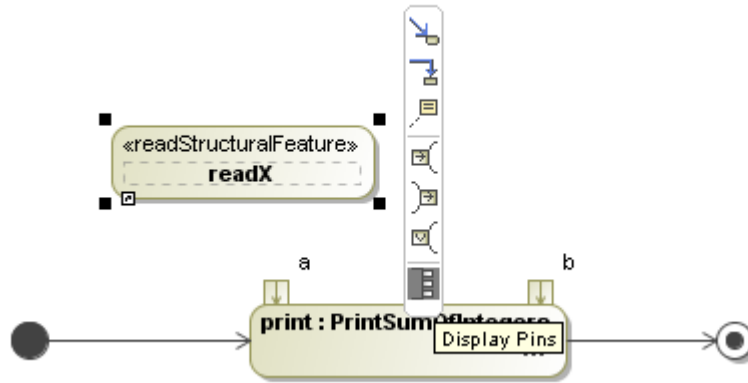 «readStructuralFeature»
readX
a
b
print : PrintSumOfIntegers
...
Display Pins